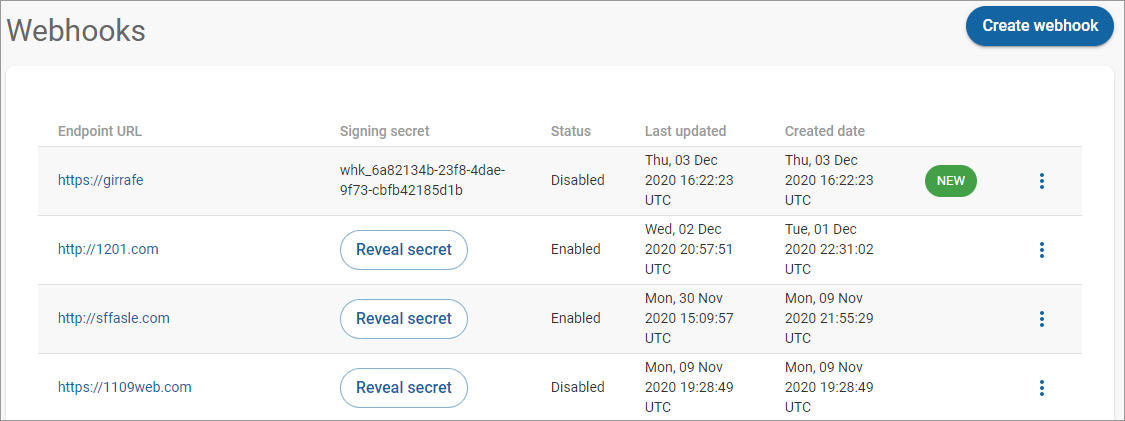 Webhooks
Create webhook
Endpoint URL Signing secret Status Last updated Created date
https://girrafe
whk_6a82134b-23f8-4dae-
9f73-cbfb42185d1b
Disabled
Thu, 03 Dec
2020 16:22:23
UTC
Thu, 03 Dec
2020 16:22:23
UTC
NEW
http://1201.com
Reveal secret
Enabled
Wed, 02 Dec
2020 20:57:51
UTC
Tue, 01 Dec
2020 22:31:02
UTC
http://sffasle.com
Reveal secret
Enabled
Mon, 30 Nov
2020 15:09:57
UTC
Mon, 09 Nov
2020 21:55:29
UTC
https://1109web.com
Reveal secret
Disabled
Mon, 09 Nov
2020 19:28:49
UTC
Mon, 09 Nov
2020 19:28:49
UTC